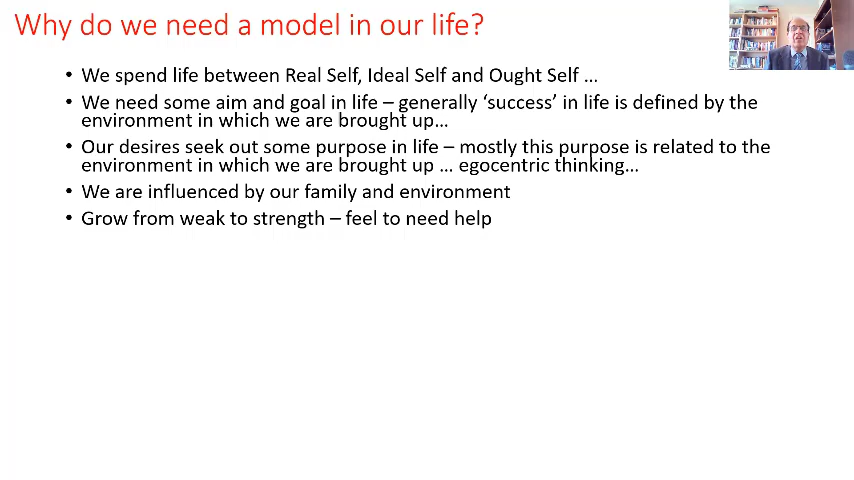 Why do we need a model in our life?
• We spend life between Real Self, Ideal Self and Ought Self …
• We need some aim and goal in life – generally ‘success’ in life is defined by the
environment in which we are brought up…
• Our desires seek out some purpose in life – mostly this purpose is related to the
environment in which we are brought up … egocentric thinking…
• We are influenced by our family and environment
• Grow from weak to strength – feel to need help